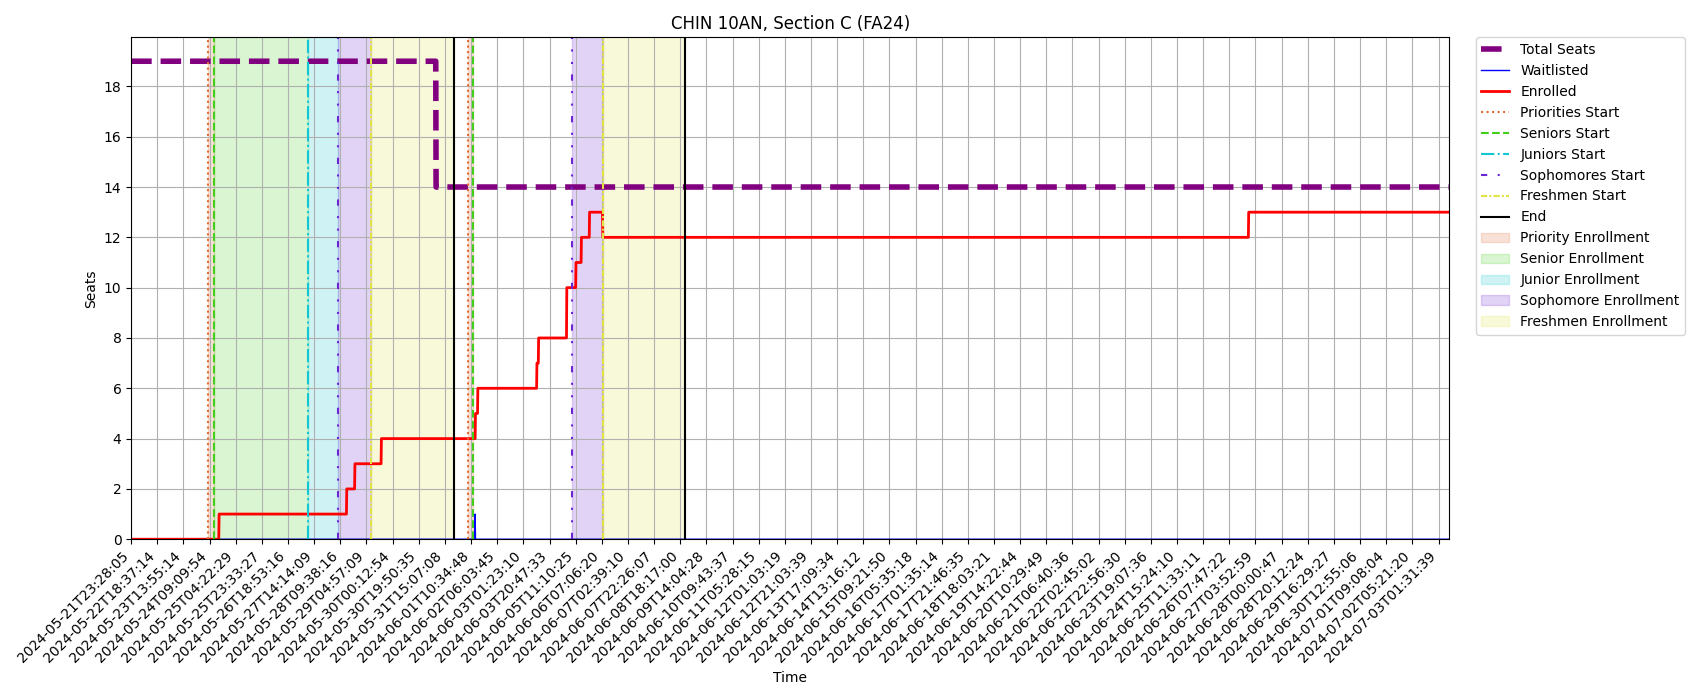 CHIN 10AN, Section C (FA24)
Total Seats
Waitlisted
Enrolled
Priorities Start
Seniors Start
Juniors Start
Sophomores Start
Freshmen Start
End
Priority Enrollment
Senior Enrollment
Junior Enrollment
Sophomore Enrollment
Freshmen Enrollment
Seats
18
16
14
12
10
8
6
4
2
0
2024-05-21T23:28:05
2024-05-22T18:37:14
2024-05-23T13:55:14
2024-05-24T09:09:54
2024-05-25T04:22:29
2024-05-25T23:33:27
2024-05-26T18:53:16
2024-05-27T14:14:09
2024-05-28T09:38:16
2024-05-29T04:57:09
2024-05-30T00:12:54
2024-05-30T19:50:35
2024-05-31T15:07:08
2024-06-01T10:34:48
2024-06-02T06:03:45
2024-06-03T01:23:10
2024-06-03T20:47:33
2024-06-05T11:10:25
2024-06-06T07:06:20
2024-06-07T02:39:16
2024-06-07T22:26:07
2024-06-08T18:17:00
2024-06-09T14:04:28
2024-06-10T09:43:37
2024-06-11T05:28:15
2024-06-12T01:03:19
2024-06-12T21:03:39
2024-06-13T17:09:34
2024-06-14T13:16:12
2024-06-15T09:21:50
2024-06-16T05:35:18
2024-06-17T01:35:14
2024-06-17T21:46:35
2024-06-18T18:03:21
2024-06-19T14:22:44
2024-06-20T10:29:49
2024-06-21T06:40:36
2024-06-22T02:45:02
2024-06-22T22:56:30
2024-06-23T19:07:36
2024-06-24T15:24:10
2024-06-25T11:33:11
2024-06-26T07:47:22
2024-06-27T03:52:59
2024-06-28T00:00:47
2024-06-28T20:12:24
2024-06-29T16:29:27
2024-06-30T12:55:06
2024-07-01T09:08:04
2024-07-02T05:21:20
2024-07-03T01:31:39
Time